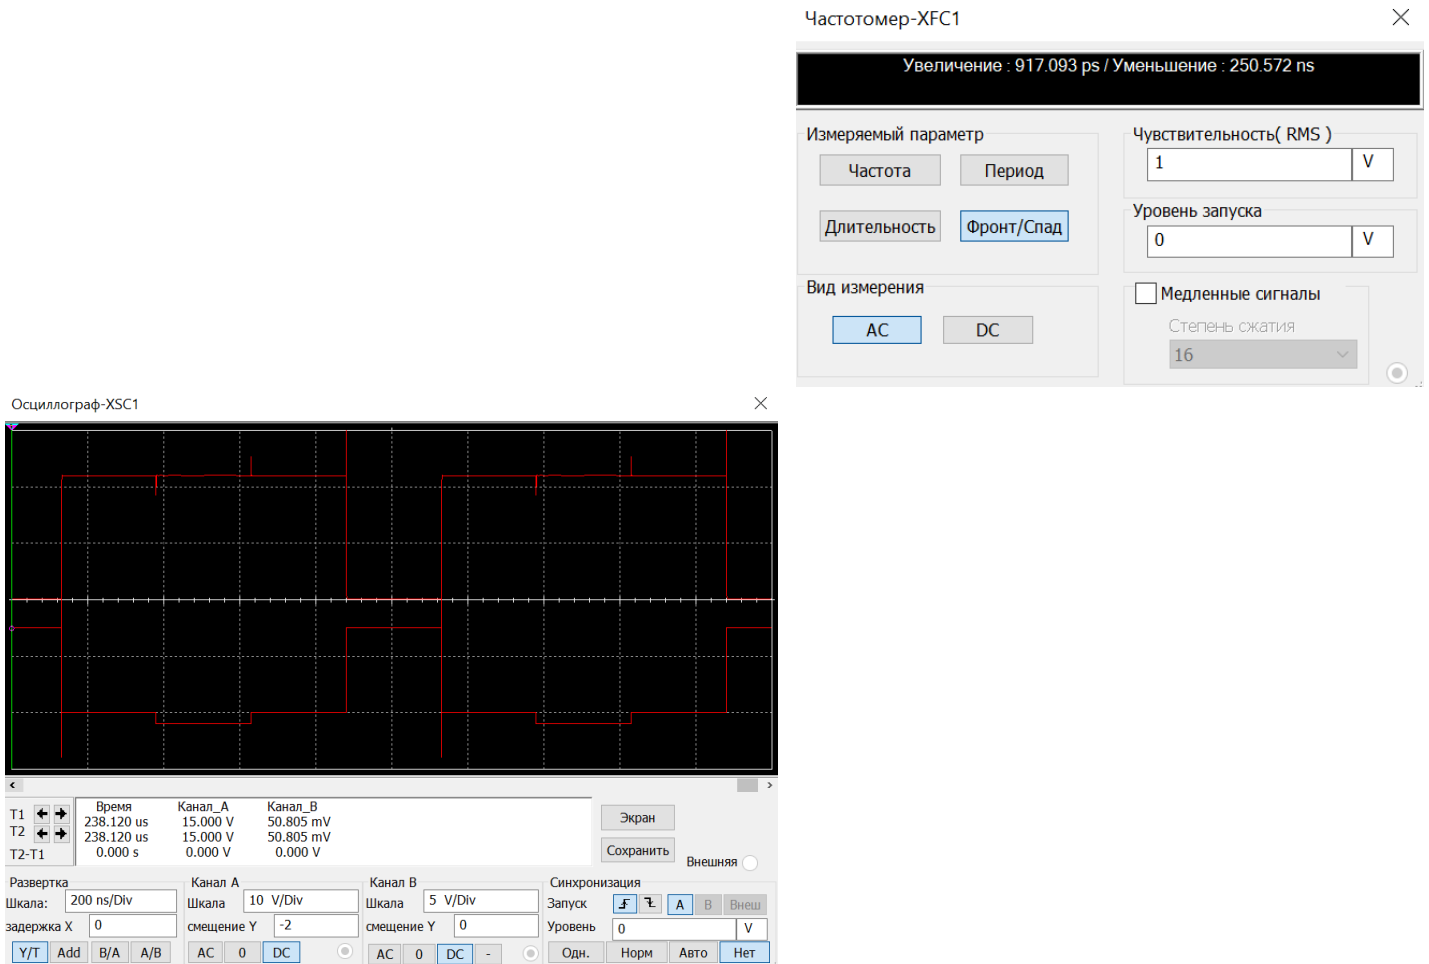 Частотомер-XFC1
Увеличение : 917.093 ps / Уменьшение : 250.572 ns
Измеряемый параметр
Частота
Период
Длительность
Фронт/Спад
Вид измерения
AC
DC
Чувствительность( RMS )
1 V
Уровень запуска
0 V
Медленные сигналы
Степень сжатия
16
Осциллограф-XSC1
T1
T2
T2-T1
Время Канал_A Канал_B
238.120 us 15.000 V 50.805 mV
238.120 us 15.000 V 50.805 mV
0.000 s 0.000 V 0.000 V
Экран
Сохранить
Внешняя
Развертка
Шкала: 200 ns/Div
задержка X 0
Y/T Add B/A A/B
Канал A
Шкала 10 V/Div
смещение Y -2
AC 0 DC
Канал B
Шкала 5 V/Div
смещение Y 0
AC 0 DC -
Синхронизация
Запуск A B Внеш
Уровень 0 V
Одн. Норм Авто Нет